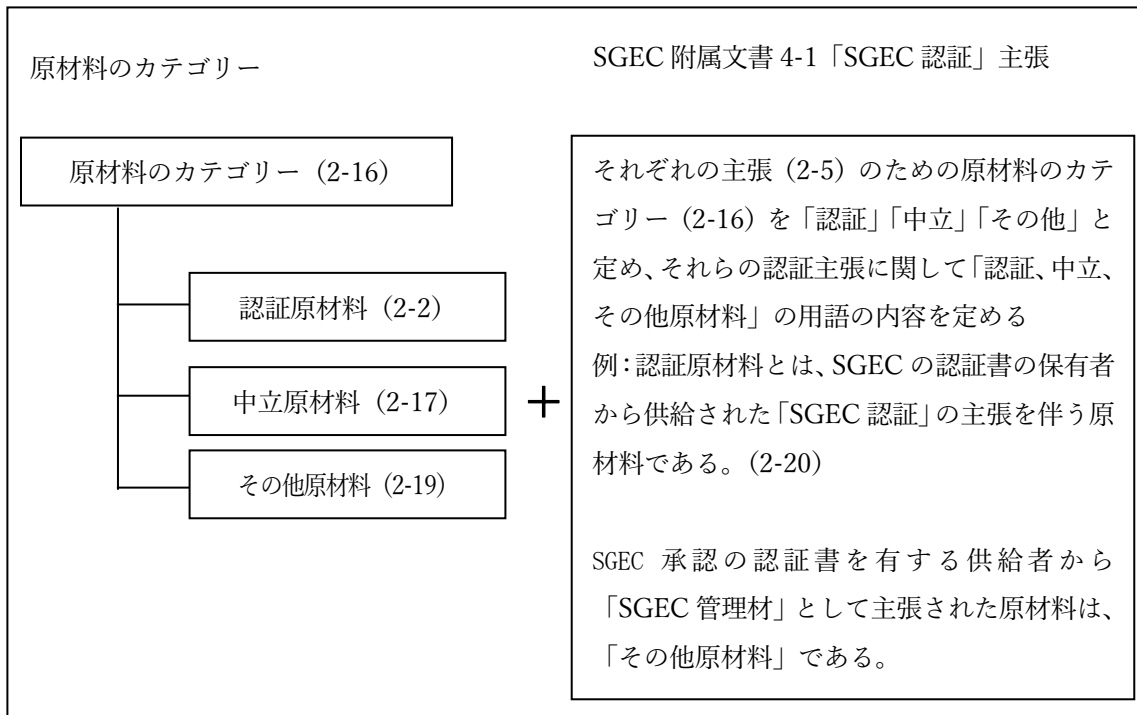 原材料のカテゴリー
SGEC 附属文書 4-1「SGEC 認証」主張
原材料のカテゴリー（2-16）
認証原材料（2-2）
中立原材料（2-17）
その他原材料（2-19）
＋
それぞれの主張（2-5）のための原材料のカテ
ゴリー（2-16）を「認証」「中立」「その他」と
定め、それらの認証主張に関して「認証、中立、
その他原材料」の用語の内容を定める
例：認証原材料とは、SGEC の認証書の保有者
から供給された「SGEC 認証」の主張を伴う原
材料である。（2-20）
SGEC 承認の認証書を有する供給者から
「SGEC 管理材」として主張された原材料は、
「その他原材料」である。